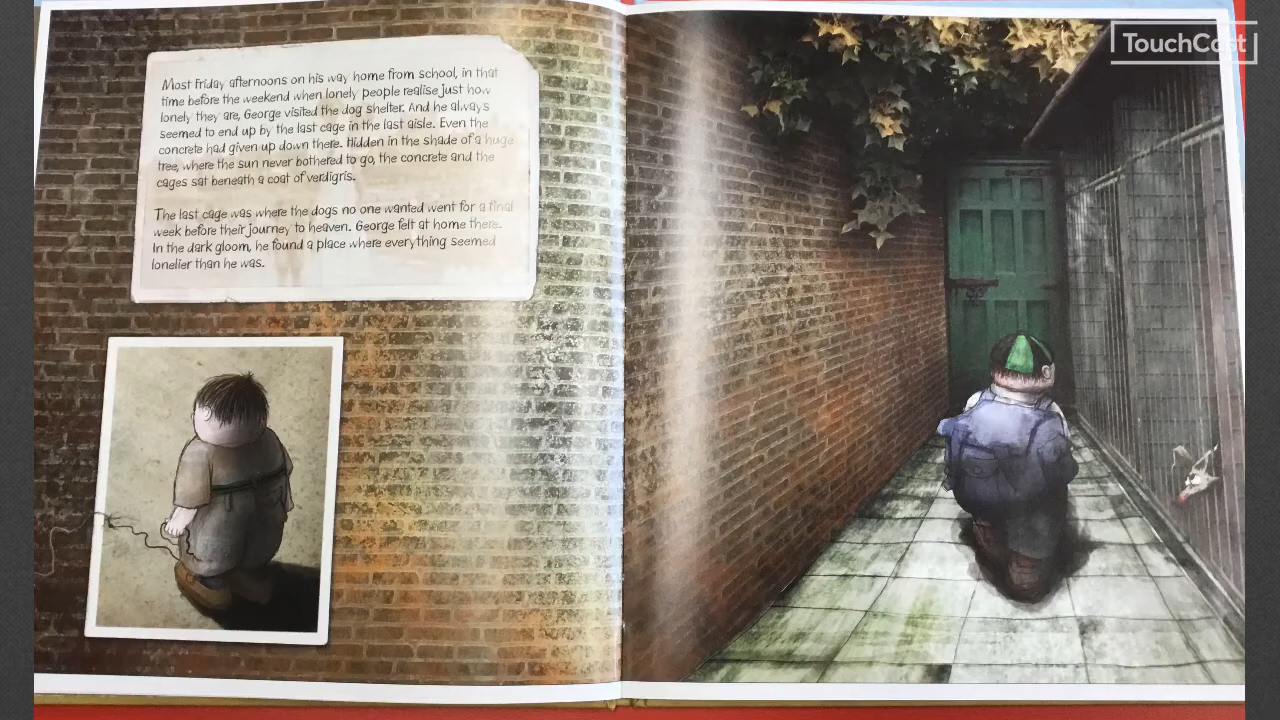 TouchCast
Most Friday afternoons on his way home from school, in that
time before the weekend when lonely people realise just how
lonely they are, George visited the dog shelter. And he always
seemed to end up by the last cage in the last aisle. Even the
concrete had given up down there. Hidden in the shade of a huge
tree, where the sun never bothered to go, the concrete and the
cages sat beneath a coat of verdigris.
The last cage was where the dogs no one wanted went for a final
week before their journey to heaven. George felt at home there.
In the dark gloom, he found a place where everything seemed
lonelier than he was.